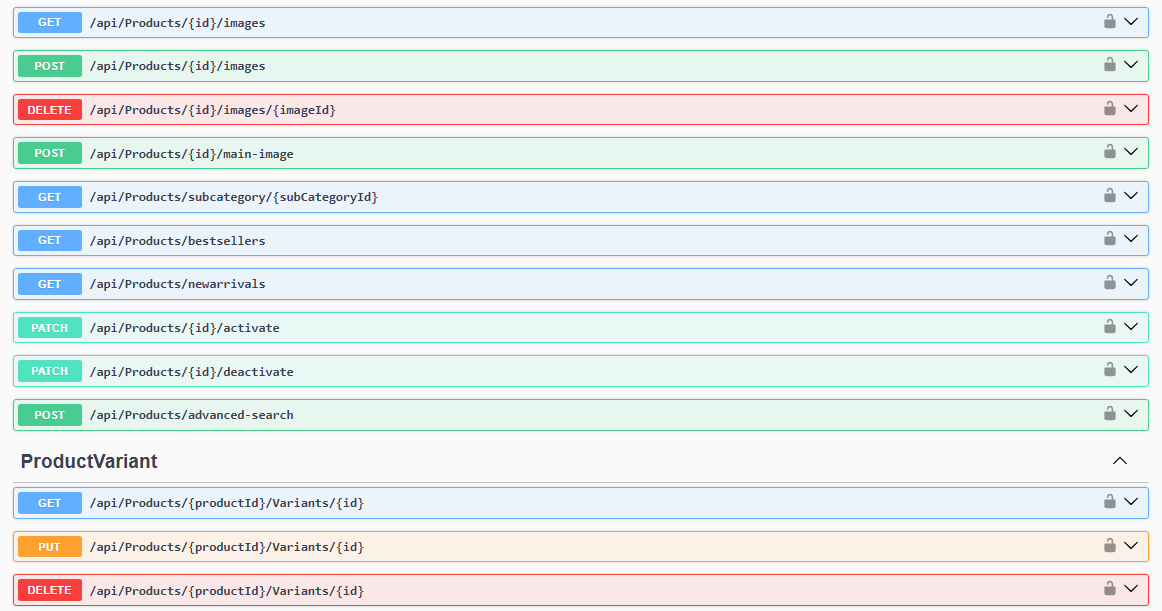 GET /api/Products/{id}/images
POST /api/Products/{id}/images
DELETE /api/Products/{id}/images/{imageId}
POST /api/Products/{id}/main-image
GET /api/Products/subcategory/{subCategoryId}
GET /api/Products/bestsellers
GET /api/Products/newarrivals
PATCH /api/Products/{id}/activate
PATCH /api/Products/{id}/deactivate
POST /api/Products/advanced-search
ProductVariant
GET /api/Products/{productId}/Variants/{id}
PUT /api/Products/{productId}/Variants/{id}
DELETE /api/Products/{productId}/Variants/{id}